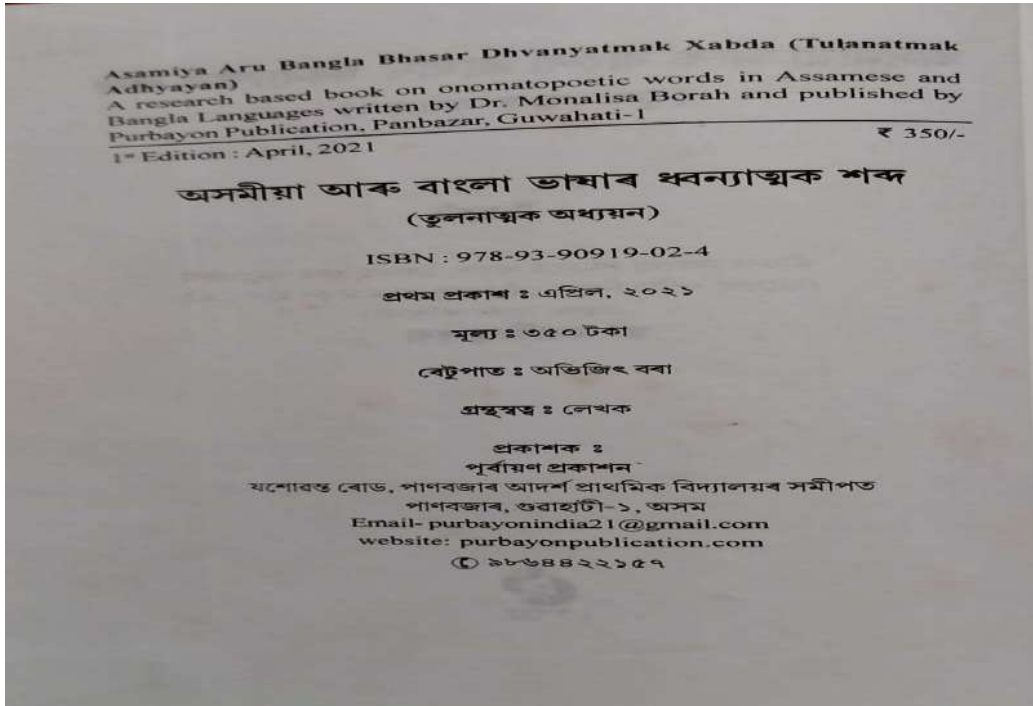 Asamiya Aru Bangla Bhasar Dhvanyatmak Xabda (Tulanatmak
Adhyayan)
A research based book on onomatopoetic words in Assamese and
Bangla Languages written by Dr. Monalisa Borah and published by
Purbayon Publication, Panbazar, Guwahati-1
1st Edition : April, 2021 ₹ 350/-
অসমীয়া আৰু বাংলা ভাষাৰ ধ্বন্যাত্মক শব্দ
(তুলনাত্মক অধ্যয়ন)
ISBN : 978-93-90919-02-4
প্ৰথম প্ৰকাশ ঃ এপ্ৰিল, ২০২১
মূল্য ঃ ৩৫০ টকা
বেটুপাত ঃ অভিজিৎ বৰা
গ্ৰন্থস্বত্ব ঃ লেখক
প্ৰকাশক ঃ
পূৰ্বায়ণ প্ৰকাশন
যশোৱন্ত ৰোড, পাণবজাৰ আদৰ্শ প্ৰাথমিক বিদ্যালয়ৰ সমীপত
পাণবজাৰ, গুৱাহাটী-১, অসম
Email- purbayonindia21@gmail.com
website: purbayonpublication.com
✆ ৯৮৬৪৪২২১৫৭